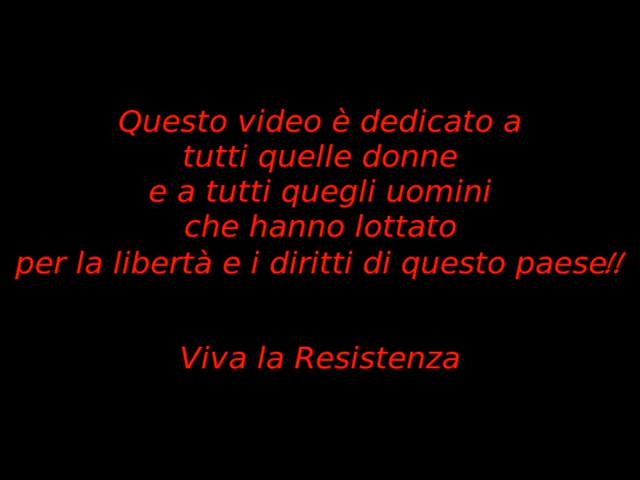 Questo video è dedicato a
tutti quelle donne
e a tutti quegli uomini
che hanno lottato
per la libertà e i diritti di questo paese!!
Viva la Resistenza